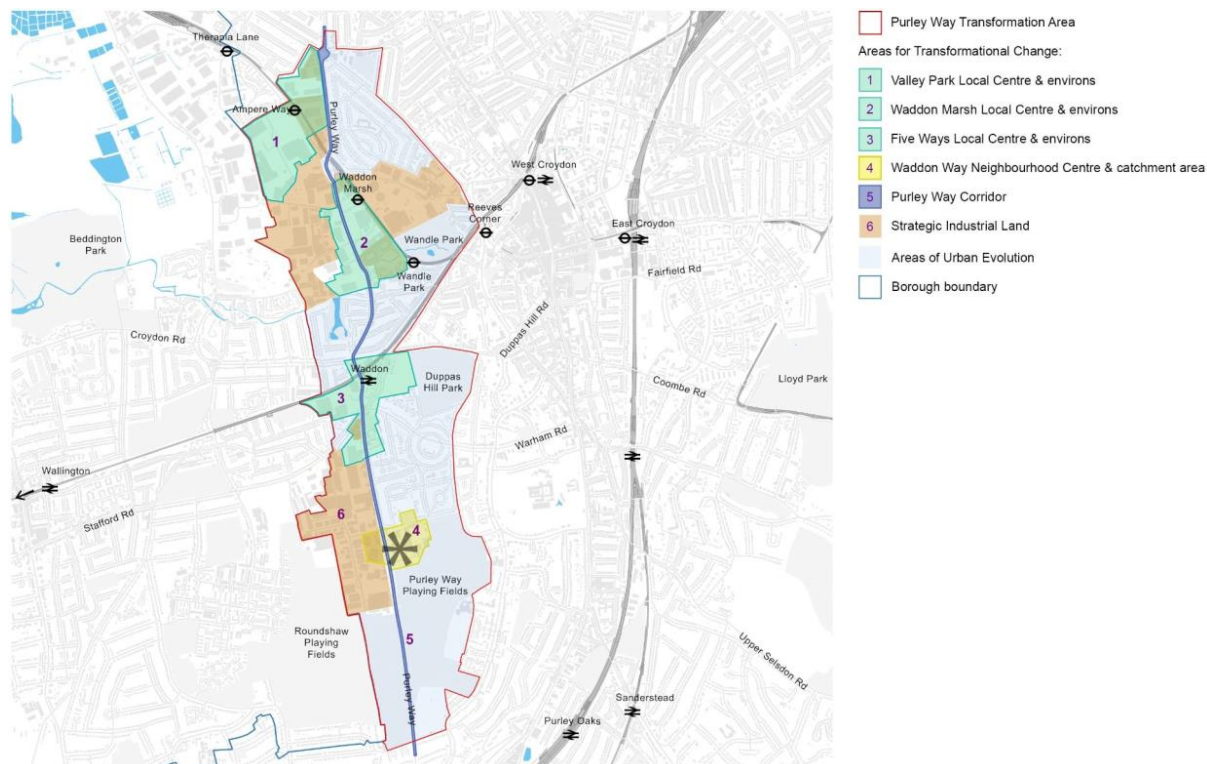 Therapia Lane
Ampere Way
Purley Way
1
West Croydon
Waddon
Marsh
Reeves
Corner
East Croydon
2
Wandle Park
Beddington
Park
Wandle
Park
Fairfield Rd
Duppas Hill Rd
Croydon Rd
Waddon
Duppas
Hill Park
Coombe Rd
Lloyd Park
3
Warham Rd
Wallington
Stafford Rd
6
4
Purley Way
Playing Fields
Roundshaw
Playing
Fields
5
Upper Selsdon Rd
Purley Way
Sanderstead
Purley Oaks
Purley Way Transformation Area
Areas for Transformational Change:
1 Valley Park Local Centre & environs
2 Waddon Marsh Local Centre & environs
3 Five Ways Local Centre & environs
4 Waddon Way Neighbourhood Centre & catchment area
5 Purley Way Corridor
6 Strategic Industrial Land
Areas of Urban Evolution
Borough boundary